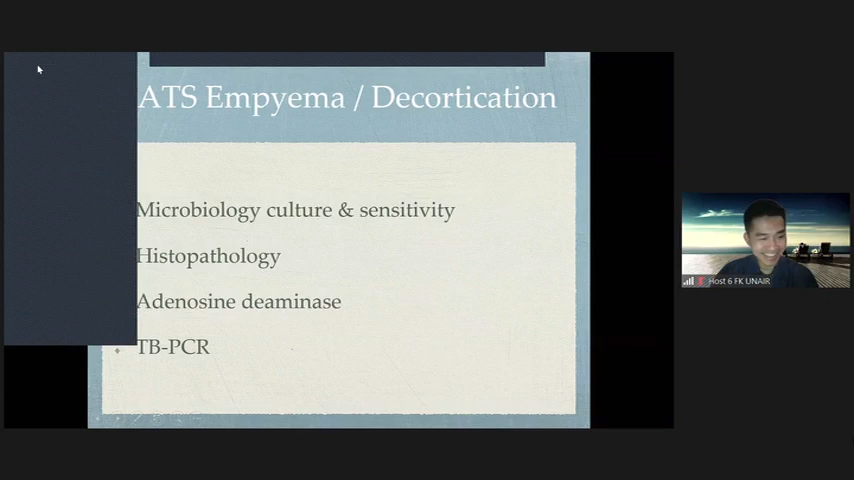 ATS Empyema / Decortication
Microbiology culture & sensitivity
Histopathology
Adenosine deaminase
TB-PCR
Host 6 FK UNAIR